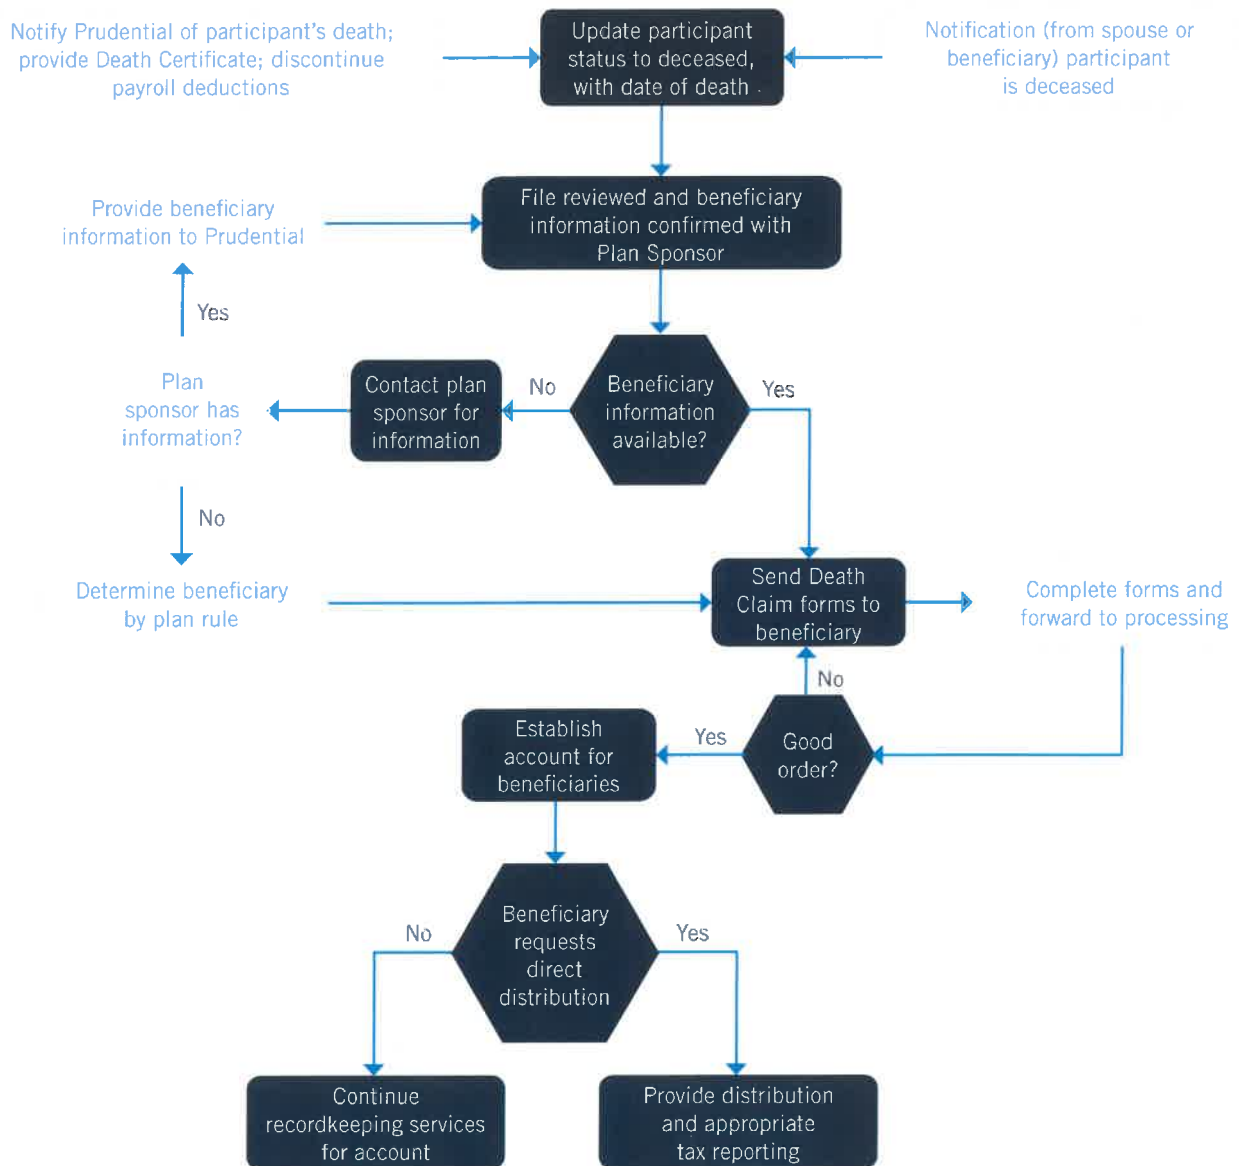 Notify Prudential of participant's death;
provide Death Certificate; discontinue
payroll deductions
Update participant
status to deceased,
with date of death
Notification (from spouse or
beneficiary) participant
is deceased
Provide beneficiary
information to Prudential
File reviewed and beneficiary
information confirmed with
Plan Sponsor
Yes
Plan
sponsor has
information?
Contact plan
sponsor for
information
No
Beneficiary
information
available?
Yes
No
Determine beneficiary
by plan rule
Send Death
Claim forms to
beneficiary
Complete forms and
forward to processing
No
Establish
account for
beneficiaries
Yes
Good
order?
No
Beneficiary
requests
direct
distribution
Yes
Continue
recordkeeping services
for account
Provide distribution
and appropriate
tax reporting